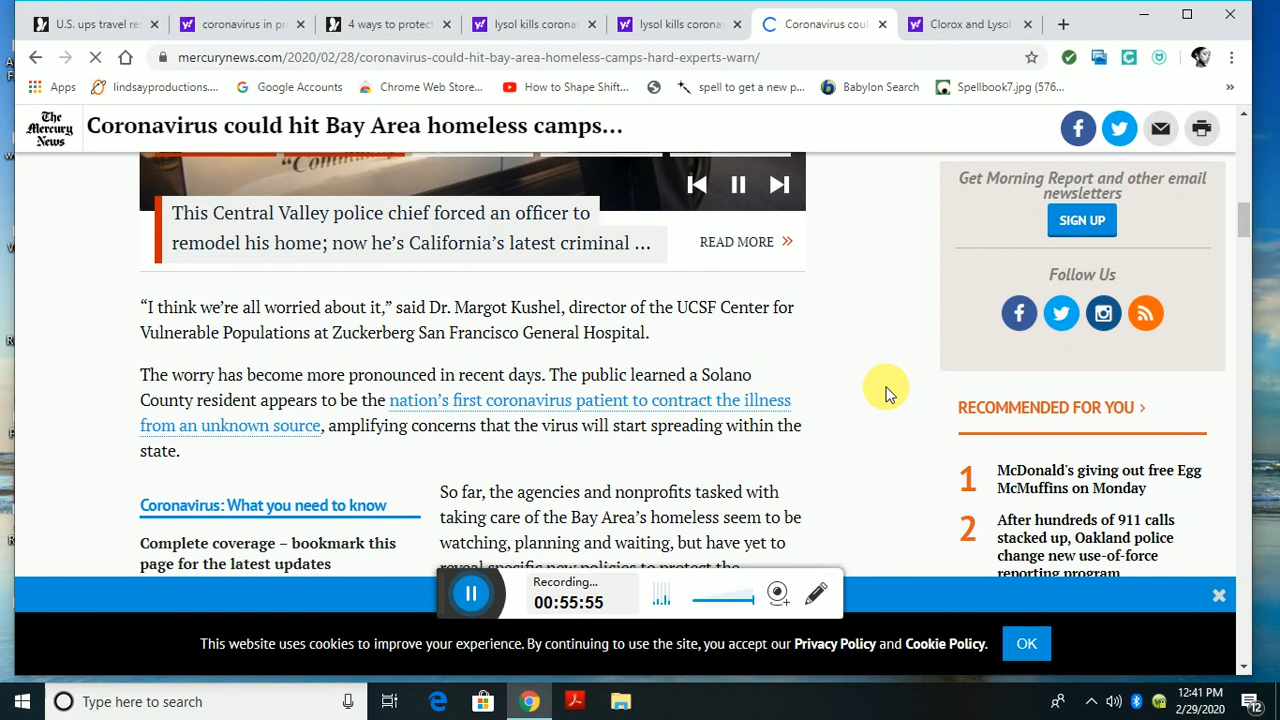 U.S. ups travel res
coronavirus in pr
4 ways to protect
lysol kills corona
lysol kills corona
Coronavirus coul
Clorox and Lysol
mercurynews.com/2020/02/28/coronavirus-could-hit-bay-area-homeless-camps-hard-experts-warn/
Apps
lindsayproductions....
Google Accounts
Chrome Web Store...
How to Shape Shift...
spell to get a new p...
Babylon Search
Spellbook7.jpg (576...
The Mercury News
Coronavirus could hit Bay Area homeless camps...
Get Morning Report and other email
newsletters
SIGN UP
This Central Valley police chief forced an officer to
remodel his home; now he's California's latest criminal ...
READ MORE »
Follow Us
“I think we’re all worried about it,” said Dr. Margot Kushel, director of the UCSF Center for
Vulnerable Populations at Zuckerberg San Francisco General Hospital.
The worry has become more pronounced in recent days. The public learned a Solano
County resident appears to be the nation’s first coronavirus patient to contract the illness
from an unknown source, amplifying concerns that the virus will start spreading within the
state.
RECOMMENDED FOR YOU >
1
McDonald's giving out free Egg
McMuffins on Monday
2
After hundreds of 911 calls
stacked up, Oakland police
change new use-of-force
reporting program
Coronavirus: What you need to know
Complete coverage – bookmark this
page for the latest updates
So far, the agencies and nonprofits tasked with
taking care of the Bay Area’s homeless seem to be
watching, planning and waiting, but have yet to
reveal specific new policies to protect the
Recording...
00:55:55
This website uses cookies to improve your experience. By continuing to use the site, you accept our Privacy Policy and Cookie Policy.
OK
Type here to search
12:41 PM
2/29/2020
12